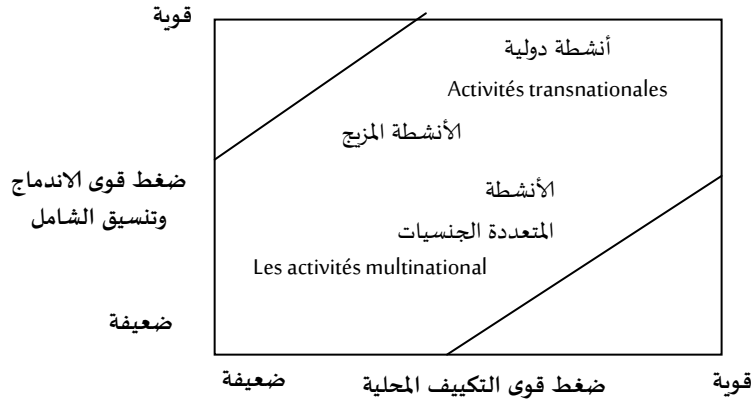 قوية
أنشطة دولية
Activités transnationales
الأنشطة المزيج
ضغط قوى الاندماج
وتنسيق الشامل
الأنشطة
المتعددة الجنسيات
Les activités multinational
ضعيفة
ضعيفة
ضغط قوى التكييف المحلية
قوية